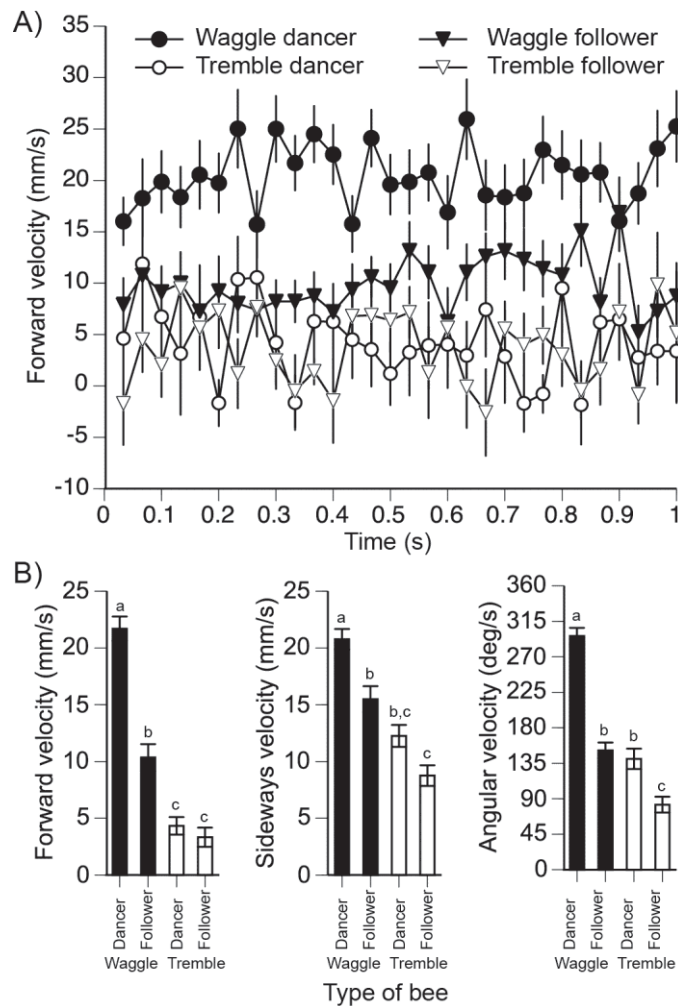 A)
Waggle dancer
Waggle follower
Tremble dancer
Tremble follower
Forward velocity (mm/s)
35
30
25
20
15
10
5
0
-5
-10
0 0.1 0.2 0.3 0.4 0.5 0.6 0.7 0.8 0.9 1
Time (s)
B)
Forward velocity (mm/s)
25
20
15
10
5
0
a
b
c
c
Dancer
Follower
Dancer
Follower
Waggle Tremble
Sideways velocity (mm/s)
25
20
15
10
5
0
a
b
b,c
c
Dancer
Follower
Dancer
Follower
Waggle Tremble
Angular velocity (deg/s)
360
315
270
225
180
135
90
45
0
a
b
b
c
Dancer
Follower
Dancer
Follower
Waggle Tremble
Type of bee